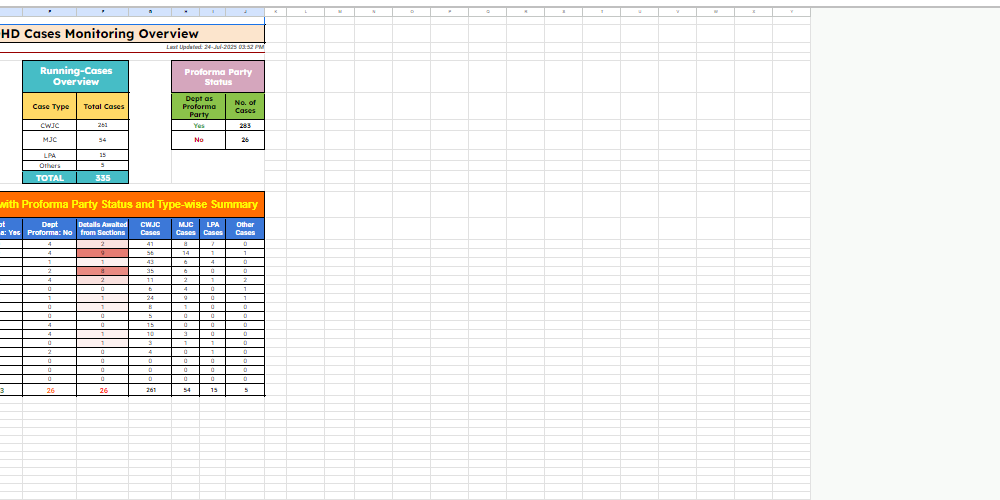 HD Cases Monitoring Overview
Last Updated: 24-Jul-2025 03:52 PM
Running-Cases Overview
Proforma Party Status
Case Type Total Cases
Dept as Proforma Party No. of Cases
CWJC 261
Yes 283
MJC 54
No 26
LPA 15
Others 5
TOTAL 335
with Proforma Party Status and Type-wise Summary
a: Yes Dept Proforma: No Details Awaited from Sections CWJC Cases MJC Cases LPA Cases Other Cases
4 2 41 8 7 0
4 9 56 14 1 1
1 1 43 6 4 0
2 8 35 6 0 0
4 2 11 2 1 2
0 0 6 4 0 1
1 1 24 9 0 1
0 1 8 1 0 0
0 0 5 0 0 0
4 0 15 0 0 0
4 1 10 3 0 0
0 1 3 1 1 0
2 0 4 0 1 0
0 0 0 0 0 0
0 0 0 0 0 0
0 0 0 0 0 0
3 26 26 261 54 15 5